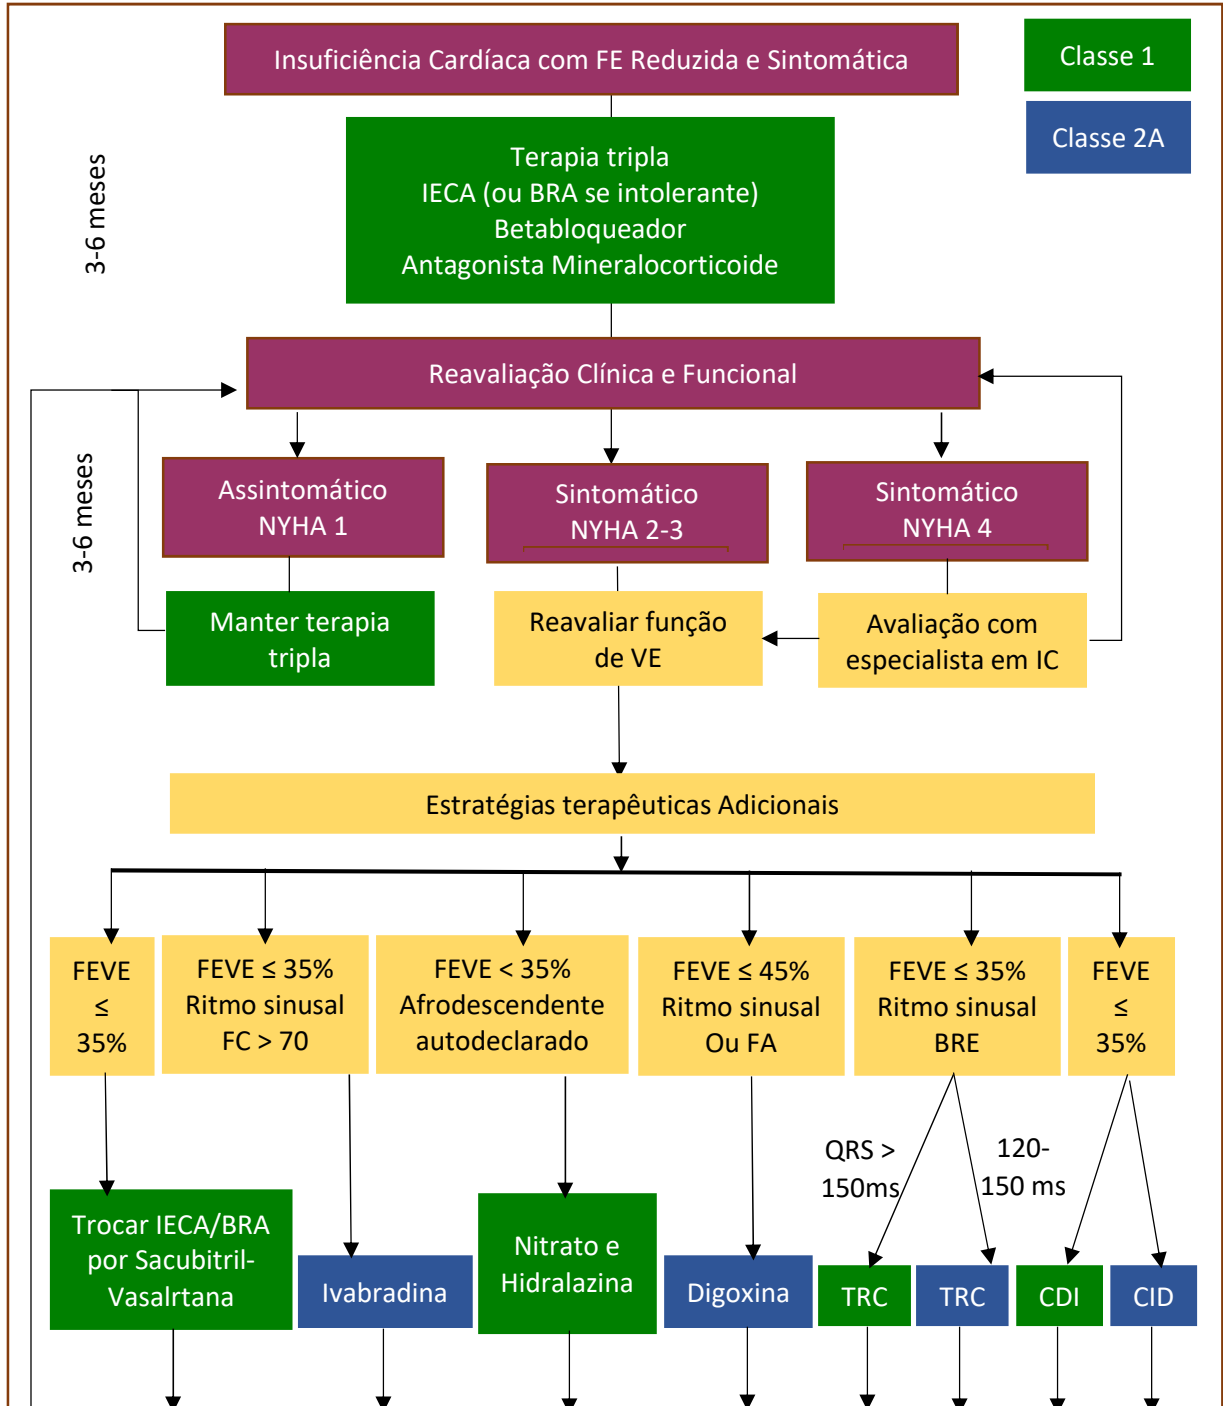 Insuficiência Cardíaca com FE Reduzida e Sintomática
Classe 1
Classe 2A
3-6 meses
Terapia tripla
IECA (ou BRA se intolerante)
Betabloqueador
Antagonista Mineralocorticoide
Reavaliação Clínica e Funcional
3-6 meses
Assintomático
NYHA 1
Sintomático
NYHA 2-3
Sintomático
NYHA 4
Manter terapia
tripla
Reavaliar função
de VE
Avaliação com
especialista em IC
Estratégias terapêuticas Adicionais
FEVE
≤
35%
FEVE ≤ 35%
Ritmo sinusal
FC > 70
FEVE < 35%
Afrodescendente
autodeclarado
FEVE ≤ 45%
Ritmo sinusal
Ou FA
FEVE ≤ 35%
Ritmo sinusal
BRE
FEVE
≤
35%
QRS >
150ms
120-
150 ms
Trocar IECA/BRA
por Sacubitril-
Vasalrtana
Ivabradina
Nitrato e
Hidralazina
Digoxina
TRC
TRC
CDI
CID